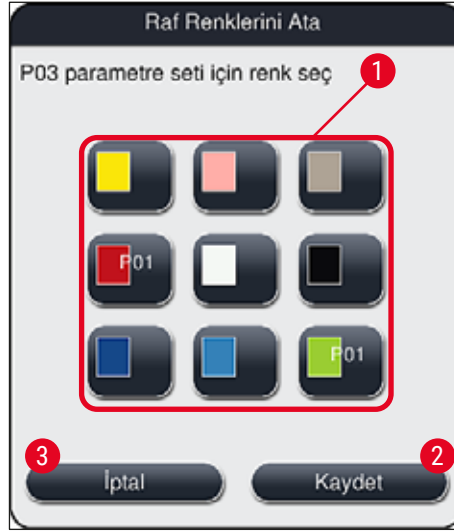 Raf Renklerini Ata
P03 parametre seti için renk seç
1
P01
P01
3
2
İptal
Kaydet